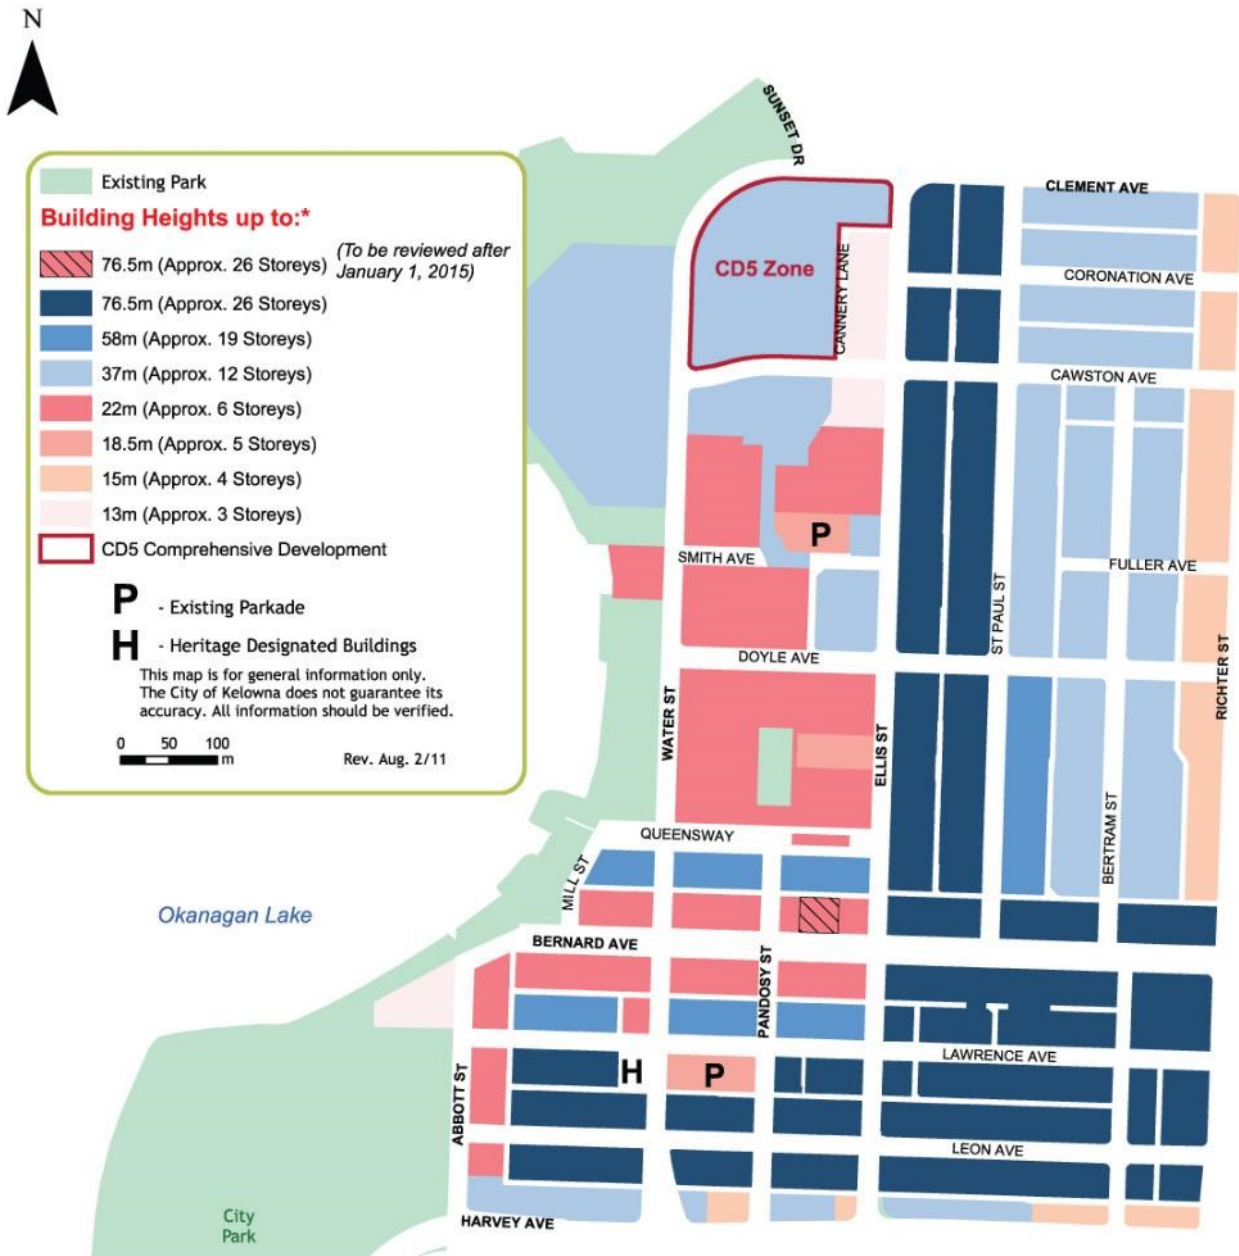 N
SUNSET DR
Existing Park
Building Heights up to:*
76.5m (Approx. 26 Storeys)
(To be reviewed after
January 1, 2015)
76.5m (Approx. 26 Storeys)
58m (Approx. 19 Storeys)
37m (Approx. 12 Storeys)
22m (Approx. 6 Storeys)
18.5m (Approx. 5 Storeys)
15m (Approx. 4 Storeys)
13m (Approx. 3 Storeys)
CD5 Comprehensive Development
P - Existing Parkade
H - Heritage Designated Buildings
This map is for general information only.
The City of Kelowna does not guarantee its
accuracy. All information should be verified.
0 50 100
m
Rev. Aug. 2/11
CLEMENT AVE
CD5 Zone
CANNERY LANE
CORONATION AVE
CAWSTON AVE
P
SMITH AVE
FULLER AVE
ST PAUL ST
DOYLE AVE
RICHTER ST
WATER ST
ELLIS ST
QUEENSWAY
BERTRAM ST
MILL ST
Okanagan Lake
BERNARD AVE
PANDOSY ST
LAWRENCE AVE
H
P
ABBOTT ST
LEON AVE
City
Park
HARVEY AVE